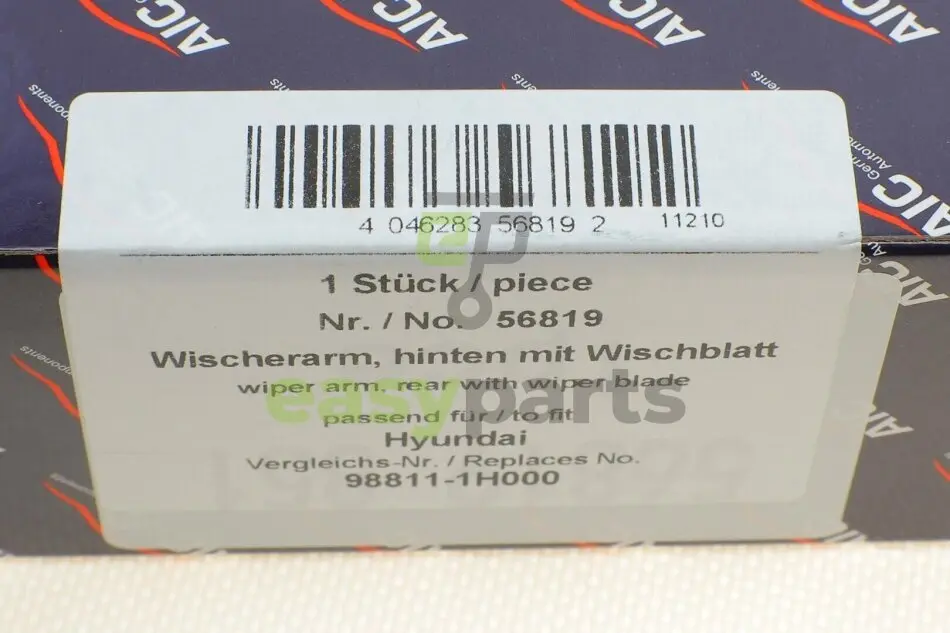 AIC AIC AIC AIC
4 046283 56819 2 11210
1 Stück / piece
Nr. / No. 56819
Wischerarm, hinten mit Wischblatt
wiper arm, rear with wiper blade
easyparts
passend für / to fit
Hyundai
Vergleichs-Nr. / Replaces No.
98811-1H000
AIC
AIC